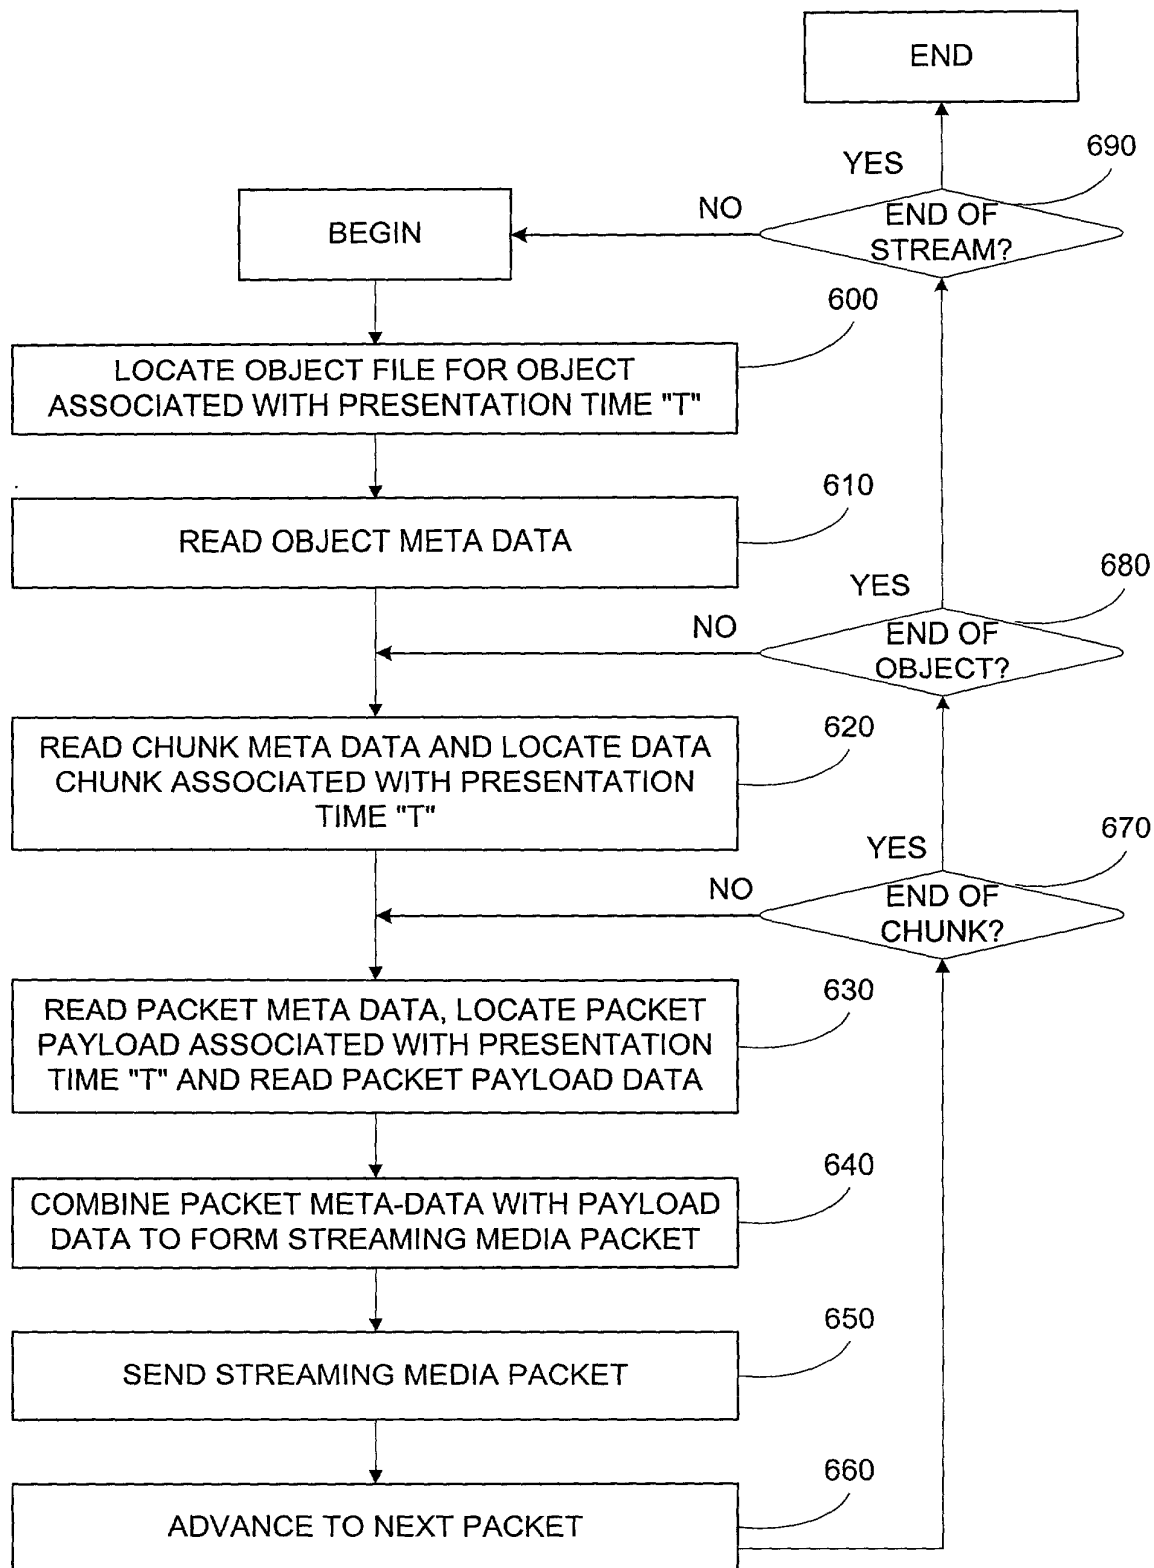 END
YES
690
NO
END OF
STREAM?
BEGIN
600
LOCATE OBJECT FILE FOR OBJECT
ASSOCIATED WITH PRESENTATION TIME "T"
610
READ OBJECT META DATA
YES
680
NO
END OF
OBJECT?
620
READ CHUNK META DATA AND LOCATE DATA
CHUNK ASSOCIATED WITH PRESENTATION
TIME "T"
YES
670
NO
END OF
CHUNK?
630
READ PACKET META DATA, LOCATE PACKET
PAYLOAD ASSOCIATED WITH PRESENTATION
TIME "T" AND READ PACKET PAYLOAD DATA
640
COMBINE PACKET META-DATA WITH PAYLOAD
DATA TO FORM STREAMING MEDIA PACKET
650
SEND STREAMING MEDIA PACKET
660
ADVANCE TO NEXT PACKET